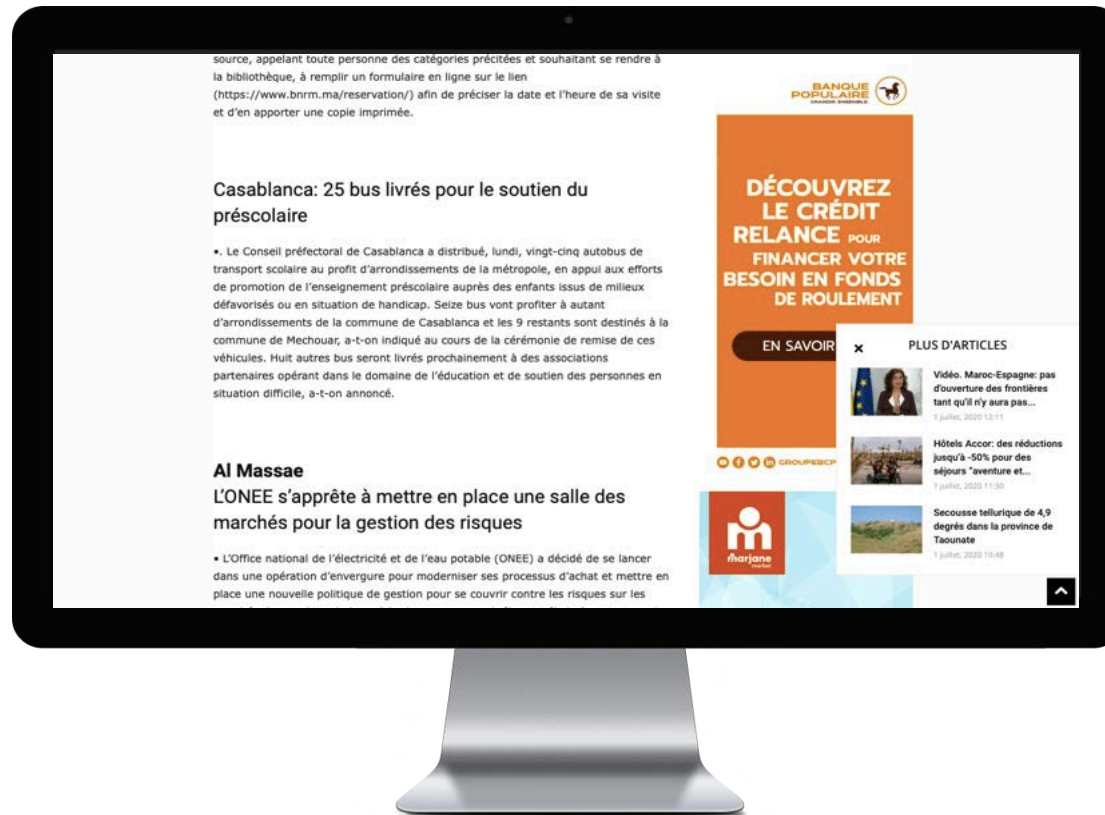 source, appelant toute personne des catégories précitées et souhaitant se rendre à
la bibliothèque, à remplir un formulaire en ligne sur le lien
(https://www.bnrm.ma/reservation/) afin de préciser la date et l'heure de sa visite
et d'en apporter une copie imprimée.
Casablanca: 25 bus livrés pour le soutien du
préscolaire
•. Le Conseil préfectoral de Casablanca a distribué, lundi, vingt-cinq autobus de
transport scolaire au profit d'arrondissements de la métropole, en appui aux efforts
de promotion de l'enseignement préscolaire auprès des enfants issus de milieux
défavorisés ou en situation de handicap. Seize bus vont profiter à autant
d'arrondissements de la commune de Casablanca et les 9 restants sont destinés à la
commune de Mechouar, a-t-on indiqué au cours de la cérémonie de remise de ces
véhicules. Huit autres bus seront livrés prochainement à des associations
partenaires opérant dans le domaine de l'éducation et de soutien des personnes en
situation difficile, a-t-on annoncé.
Al Massae
L'ONEE s'apprête à mettre en place une salle des
marchés pour la gestion des risques
• L'Office national de l'électricité et de l'eau potable (ONEE) a décidé de se lancer
dans une opération d'envergure pour moderniser ses processus d'achat et mettre en
place une nouvelle politique de gestion pour se couvrir contre les risques sur les
BANQUE
POPULAIRE
GRANDIR ENSEMBLE
DÉCOUVREZ
LE CRÉDIT
RELANCE POUR
FINANCER VOTRE
BESOIN EN FONDS
DE ROULEMENT
EN SAVOIR
GROUPEBCP
marjane
market
PLUS D'ARTICLES
Vidéo. Maroc-Espagne: pas
d'ouverture des frontières
tant qu'il n'y aura pas...
1 juillet, 2020 12:11
Hôtels Accor: des réductions
jusqu'à -50% pour des
séjours "aventure et...
1 juillet, 2020 11:30
Secousse tellurique de 4,9
degrés dans la province de
Taounate
1 juillet, 2020 10:48